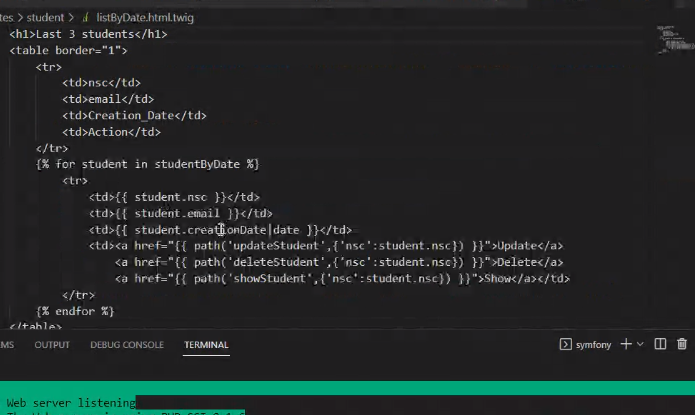 tes > student > listByDate.html.twig
<h1>Last 3 students</h1>
<table border="1">
<tr>
<td>nsc</td>
<td>email</td>
<td>Creation_Date</td>
<td>Action</td>
</tr>
{% for student in studentByDate %}
<tr>
<td>{{ student.nsc }}</td>
<td>{{ student.email }}</td>
<td>{{ student.creationDate|date }}</td>
<td><a href="{{ path('updateStudent',{'nsc':student.nsc}) }}">Update</a>
<a href="{{ path('deleteStudent',{'nsc':student.nsc}) }}">Delete</a>
<a href="{{ path('showStudent',{'nsc':student.nsc}) }}">Show</a></td>
</tr>
{% endfor %}
</table>
MS OUTPUT DEBUG CONSOLE TERMINAL symfony
Web server listening